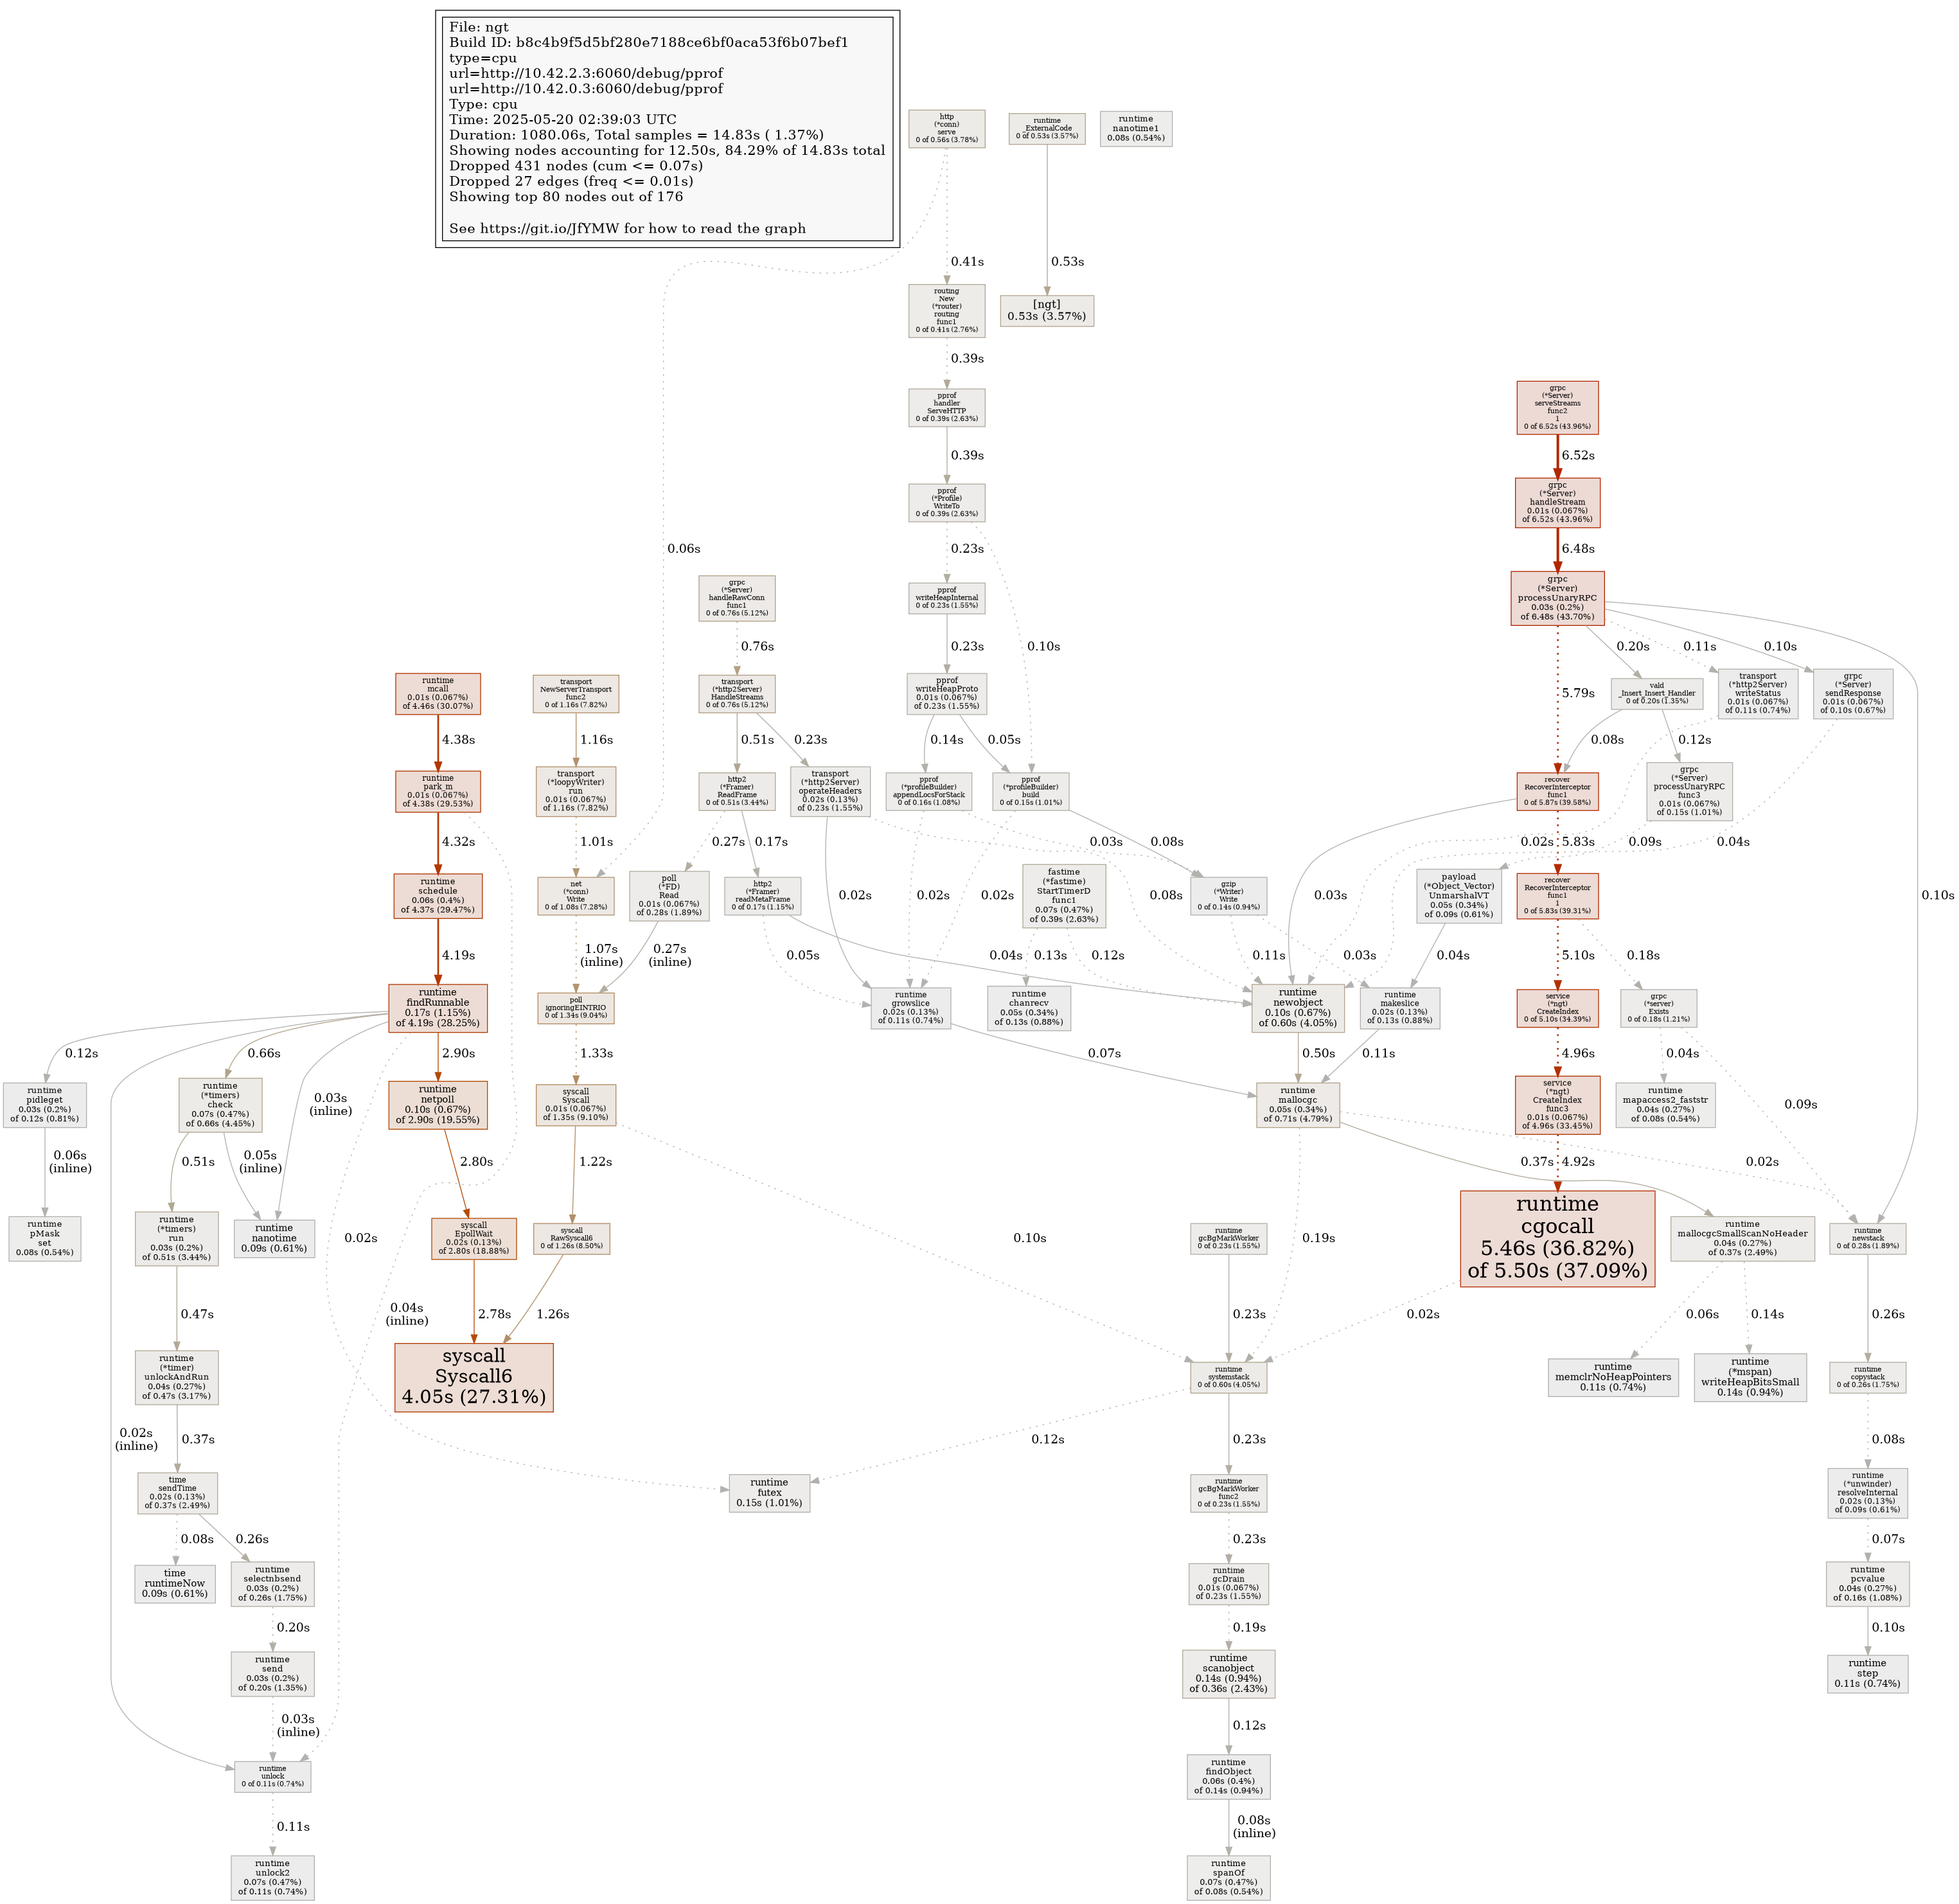 File: ngt
Build ID: b8c4b9f5d5bf280e7188ce6bf0aca53f6b07bef1
type=cpu
url=http://10.42.2.3:6060/debug/pprof
url=http://10.42.0.3:6060/debug/pprof
Type: cpu
Time: 2025-05-20 02:39:03 UTC
Duration: 1080.06s, Total samples = 14.83s ( 1.37%)
Showing nodes accounting for 12.50s, 84.29% of 14.83s total
Dropped 431 nodes (cum <= 0.07s)
Dropped 27 edges (freq <= 0.01s)
Showing top 80 nodes out of 176
See https://git.io/JfYMW for how to read the graph
http
(*conn)
serve
0 of 0.56s (3.78%)
runtime
_ExternalCode
0 of 0.53s (3.57%)
runtime
nanotime1
0.08s (0.54%)
0.41s
0.53s
0.06s
routing
New
(*router)
routing
func1
0 of 0.41s (2.76%)
[ngt]
0.53s (3.57%)
0.39s
pprof
handler
ServeHTTP
0 of 0.39s (2.63%)
0.39s
pprof
(*Profile)
WriteTo
0 of 0.39s (2.63%)
0.23s
0.10s
pprof
writeHeapInternal
0 of 0.23s (1.55%)
0.23s
pprof
writeHeapProto
0.01s (0.067%)
of 0.23s (1.55%)
0.14s
0.05s
pprof
(*profileBuilder)
appendLocsForStack
0 of 0.16s (1.08%)
pprof
(*profileBuilder)
build
0 of 0.15s (1.01%)
0.02s
0.03s
0.02s
0.08s
0.08s
grpc
(*Server)
serveStreams
func2
1
0 of 6.52s (43.96%)
6.52s
grpc
(*Server)
handleStream
0.01s (0.067%)
of 6.52s (43.96%)
6.48s
grpc
(*Server)
processUnaryRPC
0.03s (0.2%)
of 6.48s (43.70%)
5.79s
0.20s
0.11s
0.10s
0.10s
vald
_Insert_Insert_Handler
0 of 0.20s (1.35%)
transport
(*http2Server)
writeStatus
0.01s (0.067%)
of 0.11s (0.74%)
grpc
(*Server)
sendResponse
0.01s (0.067%)
of 0.10s (0.67%)
0.08s
0.12s
0.02s
0.04s
recover
RecoverInterceptor
func1
0 of 5.87s (39.58%)
grpc
(*Server)
processUnaryRPC
func3
0.01s (0.067%)
of 0.15s (1.01%)
0.03s
5.83s
0.09s
payload
(*Object_Vector)
UnmarshalVT
0.05s (0.34%)
of 0.09s (0.61%)
0.04s
recover
RecoverInterceptor
func1
1
0 of 5.83s (39.31%)
5.10s
0.18s
service
(*ngt)
CreateIndex
0 of 5.10s (34.39%)
grpc
(*server)
Exists
0 of 0.18s (1.21%)
4.96s
0.04s
0.09s
service
(*ngt)
CreateIndex
func3
0.01s (0.067%)
of 4.96s (33.45%)
runtime
mapaccess2_faststr
0.04s (0.27%)
of 0.08s (0.54%)
4.92s
runtime
cgocall
5.46s (36.82%)
of 5.50s (37.09%)
0.02s
grpc
(*Server)
handleRawConn
func1
0 of 0.76s (5.12%)
0.76s
transport
(*http2Server)
HandleStreams
0 of 0.76s (5.12%)
0.51s
0.23s
http2
(*Framer)
ReadFrame
0 of 0.51s (3.44%)
transport
(*http2Server)
operateHeaders
0.02s (0.13%)
of 0.23s (1.55%)
0.27s
0.17s
0.02s
poll
(*FD)
Read
0.01s (0.067%)
of 0.28s (1.89%)
http2
(*Framer)
readMetaFrame
0 of 0.17s (1.15%)
0.27s
(inline)
0.05s
0.04s
fastime
(*fastime)
StartTimerD
func1
0.07s (0.47%)
of 0.39s (2.63%)
0.13s
0.12s
gzip
(*Writer)
Write
0 of 0.14s (0.94%)
0.11s
0.03s
runtime
growslice
0.02s (0.13%)
of 0.11s (0.74%)
runtime
chanrecv
0.05s (0.34%)
of 0.13s (0.88%)
runtime
newobject
0.10s (0.67%)
of 0.60s (4.05%)
runtime
makeslice
0.02s (0.13%)
of 0.13s (0.88%)
0.07s
0.50s
0.11s
runtime
mallocgc
0.05s (0.34%)
of 0.71s (4.79%)
0.19s
0.37s
0.02s
runtime
mcall
0.01s (0.067%)
of 4.46s (30.07%)
4.38s
runtime
park_m
0.01s (0.067%)
of 4.38s (29.53%)
4.32s
runtime
schedule
0.06s (0.4%)
of 4.37s (29.47%)
4.19s
runtime
findRunnable
0.17s (1.15%)
of 4.19s (28.25%)
0.12s
0.66s
0.03s
(inline)
2.90s
transport
NewServerTransport
func2
0 of 1.16s (7.82%)
1.16s
transport
(*loopyWriter)
run
0.01s (0.067%)
of 1.16s (7.82%)
1.01s
net
(*conn)
Write
0 of 1.08s (7.28%)
1.07s
(inline)
poll
ignoringEINTRIO
0 of 1.34s (9.04%)
1.33s
syscall
Syscall
0.01s (0.067%)
of 1.35s (9.10%)
1.22s
0.10s
runtime
pidleget
0.03s (0.2%)
of 0.12s (0.81%)
runtime
(*timers)
check
0.07s (0.47%)
of 0.66s (4.45%)
runtime
netpoll
0.10s (0.67%)
of 2.90s (19.55%)
0.06s
(inline)
0.51s
0.05s
(inline)
2.80s
runtime
pMask
set
0.08s (0.54%)
runtime
(*timers)
run
0.03s (0.2%)
of 0.51s (3.44%)
runtime
nanotime
0.09s (0.61%)
0.02s
syscall
EpollWait
0.02s (0.13%)
of 2.80s (18.88%)
syscall
RawSyscall6
0 of 1.26s (8.50%)
0.47s
0.04s
(inline)
2.78s
1.26s
runtime
(*timer)
unlockAndRun
0.04s (0.27%)
of 0.47s (3.17%)
syscall
Syscall6
4.05s (27.31%)
0.02s
(inline)
0.37s
time
sendTime
0.02s (0.13%)
of 0.37s (2.49%)
0.08s
0.26s
time
runtimeNow
0.09s (0.61%)
runtime
selectnbsend
0.03s (0.2%)
of 0.26s (1.75%)
0.20s
runtime
send
0.03s (0.2%)
of 0.20s (1.35%)
0.03s
(inline)
runtime
unlock
0 of 0.11s (0.74%)
0.11s
runtime
unlock2
0.07s (0.47%)
of 0.11s (0.74%)
runtime
gcBgMarkWorker
0 of 0.23s (1.55%)
0.23s
runtime
systemstack
0 of 0.60s (4.05%)
0.12s
0.23s
runtime
futex
0.15s (1.01%)
runtime
gcBgMarkWorker
func2
0 of 0.23s (1.55%)
0.23s
runtime
gcDrain
0.01s (0.067%)
of 0.23s (1.55%)
0.19s
runtime
scanobject
0.14s (0.94%)
of 0.36s (2.43%)
0.12s
runtime
findObject
0.06s (0.4%)
of 0.14s (0.94%)
0.08s
(inline)
runtime
spanOf
0.07s (0.47%)
of 0.08s (0.54%)
runtime
mallocgcSmallScanNoHeader
0.04s (0.27%)
of 0.37s (2.49%)
0.06s
0.14s
runtime
memclrNoHeapPointers
0.11s (0.74%)
runtime
(*mspan)
writeHeapBitsSmall
0.14s (0.94%)
runtime
newstack
0 of 0.28s (1.89%)
0.26s
runtime
copystack
0 of 0.26s (1.75%)
0.08s
runtime
(*unwinder)
resolveInternal
0.02s (0.13%)
of 0.09s (0.61%)
0.07s
runtime
pcvalue
0.04s (0.27%)
of 0.16s (1.08%)
0.10s
runtime
step
0.11s (0.74%)